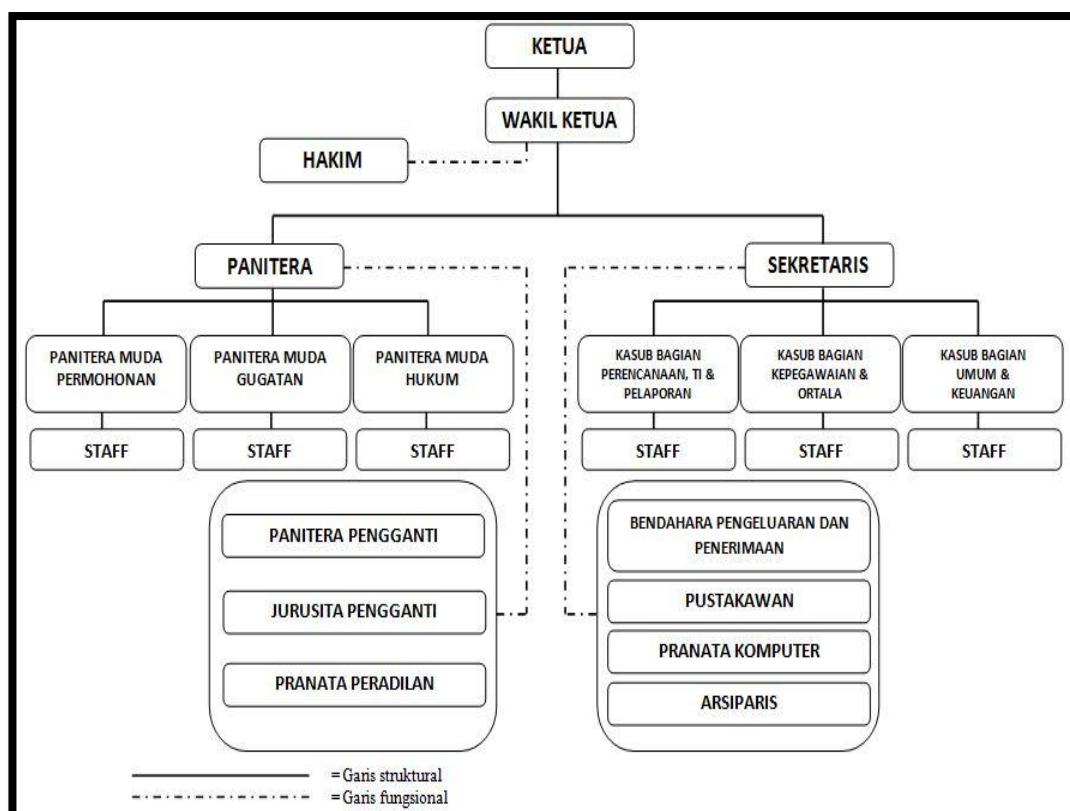 KETUA
WAKIL KETUA
HAKIM
PANITERA
SEKRETARIS
PANITERA MUDA
PERMOHONAN
PANITERA MUDA
GUGATAN
PANITERA MUDA
HUKUM
KASUB BAGIAN
PERENCANAAN, TI &
PELAPORAN
KASUB BAGIAN
KEPEGAWAIAN &
ORTALA
KASUB BAGIAN
UMUM &
KEUANGAN
STAFF
STAFF
STAFF
STAFF
STAFF
STAFF
PANITERA PENGGANTI
JURUSITA PENGGANTI
PRANATA PERADILAN
BENDAHARA PENGELUARAN DAN
PENERIMAAN
PUSTAKAWAN
PRANATA KOMPUTER
ARSIPARIS
= Garis struktural
= Garis fungsional